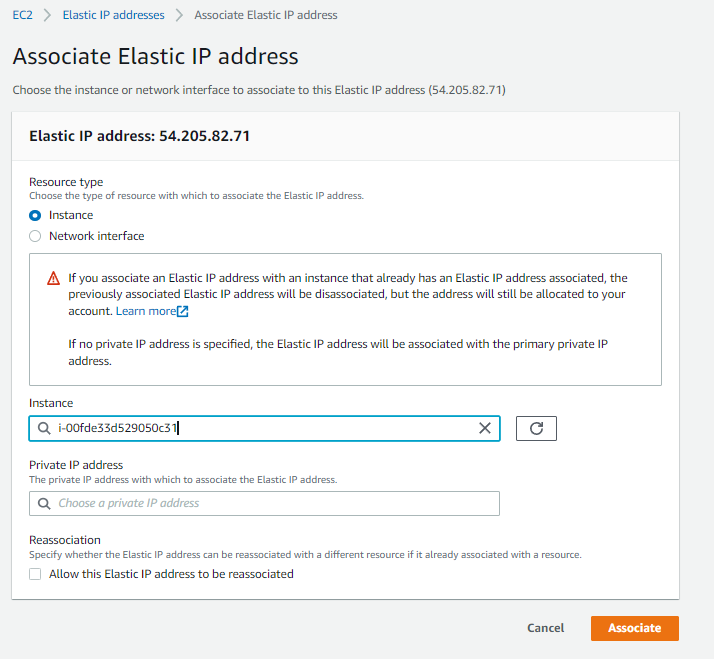 EC2 > Elastic IP addresses > Associate Elastic IP address
Associate Elastic IP address
Choose the instance or network interface to associate to this Elastic IP address (54.205.82.71)
Elastic IP address: 54.205.82.71
Resource type
Choose the type of resource with which to associate the Elastic IP address.
Instance
Network interface
If you associate an Elastic IP address with an instance that already has an Elastic IP address associated, the
previously associated Elastic IP address will be disassociated, but the address will still be allocated to your
account. Learn more
If no private IP address is specified, the Elastic IP address will be associated with the primary private IP
address.
Instance
i-00fde33d529050c31
Private IP address
The private IP address with which to associate the Elastic IP address.
Choose a private IP address
Reassociation
Specify whether the Elastic IP address can be reassociated with a different resource if it already associated with a resource.
Allow this Elastic IP address to be reassociated
Cancel Associate